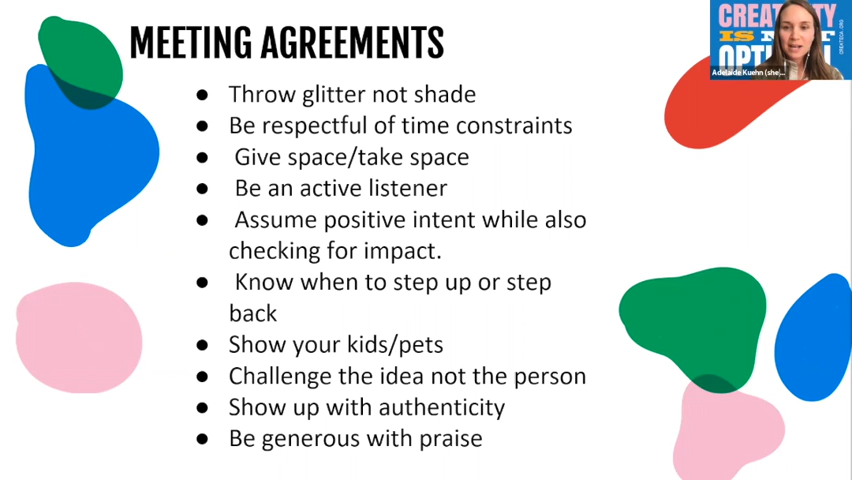 MEETING AGREEMENTS
● Throw glitter not shade
● Be respectful of time constraints
● Give space/take space
● Be an active listener
● Assume positive intent while also
checking for impact.
● Know when to step up or step
back
● Show your kids/pets
● Challenge the idea not the person
● Show up with authenticity
● Be generous with praise
IS
Adelaide Kuehn (she)...